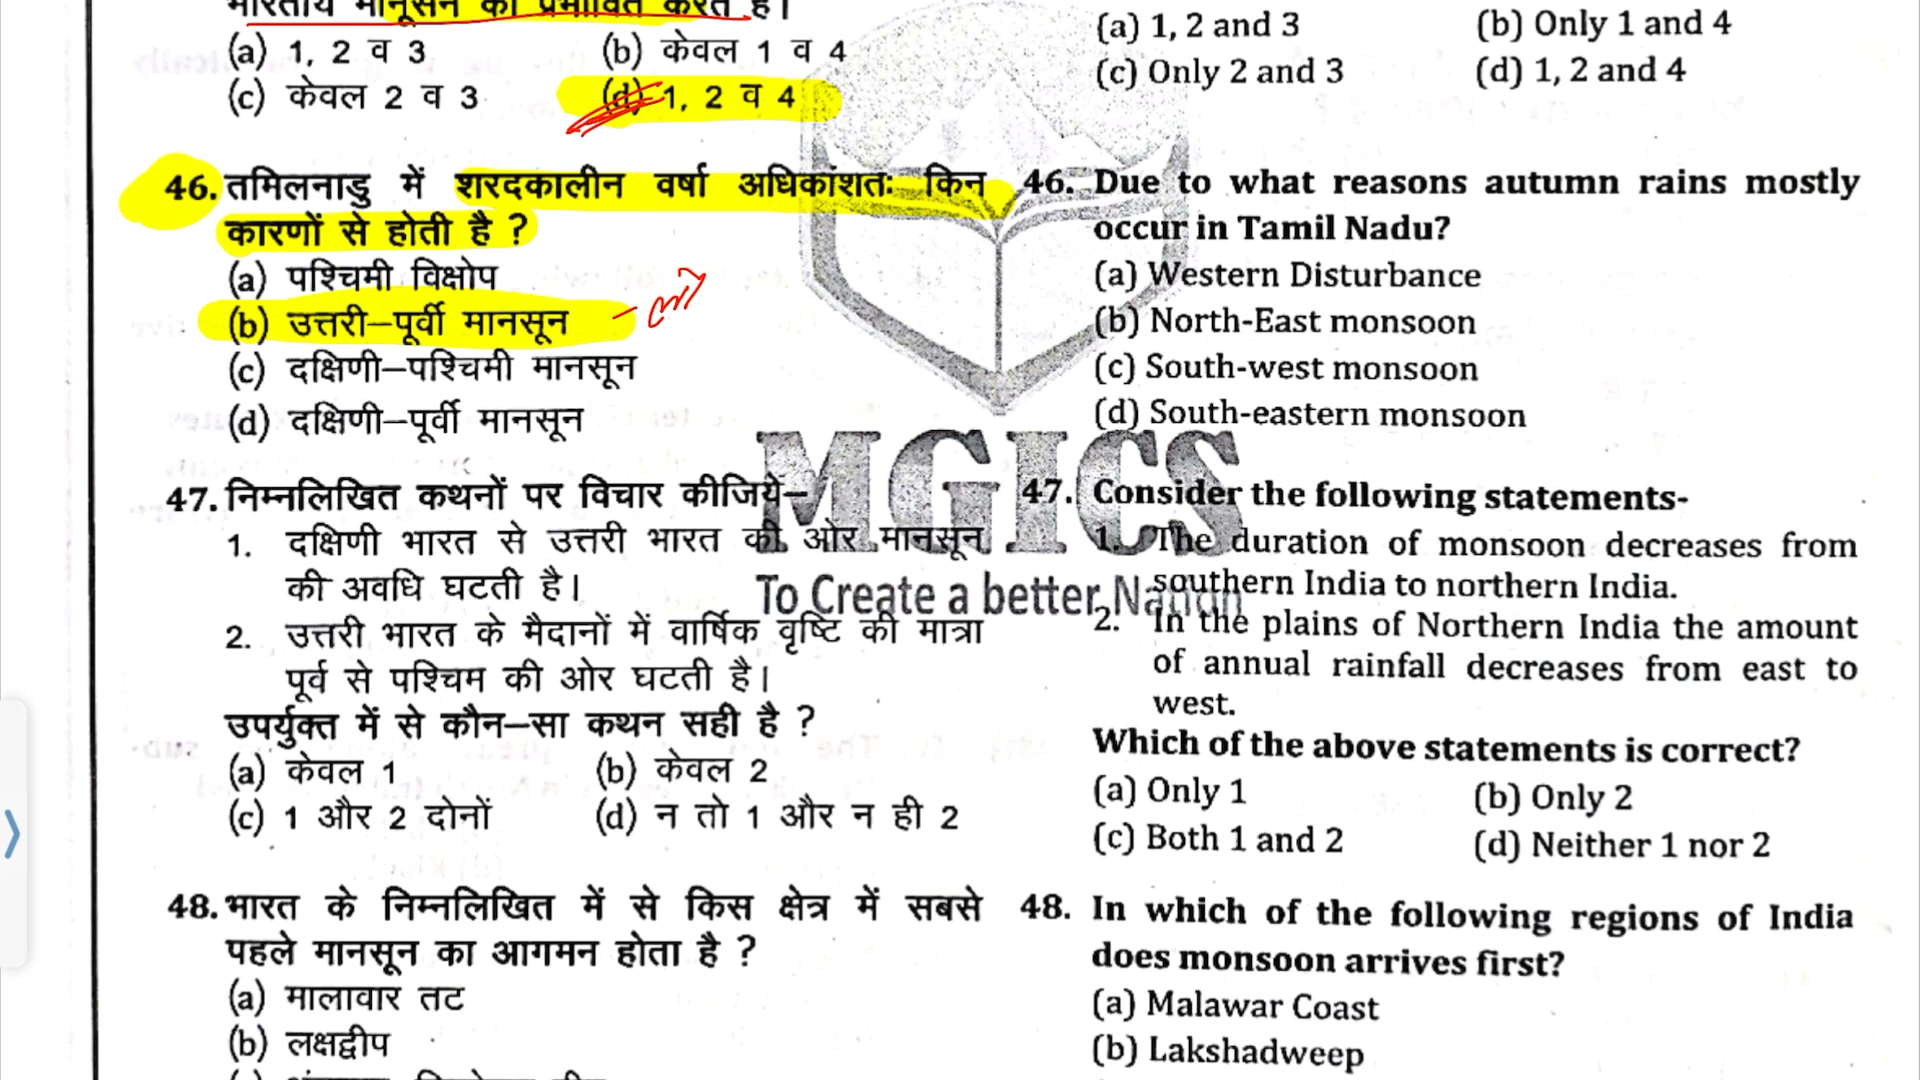 भारतीय मानूसन को प्रभावित करते हैं।
(a) 1, 2 व 3 (b) केवल 1 व 4
(c) केवल 2 व 3 (d) 1, 2 व 4
46. तमिलनाडु में शरदकालीन वर्षा अधिकांशतः किन
कारणों से होती है ?
(a) पश्चिमी विक्षोप
(b) उत्तरी–पूर्वी मानसून
(c) दक्षिणी–पश्चिमी मानसून
(d) दक्षिणी–पूर्वी मानसून
47. निम्नलिखित कथनों पर विचार कीजिये–
1. दक्षिणी भारत से उत्तरी भारत की ओर मानसून
की अवधि घटती है।
2. उत्तरी भारत के मैदानों में वार्षिक वृष्टि की मात्रा
पूर्व से पश्चिम की ओर घटती है।
उपर्युक्त में से कौन–सा कथन सही है ?
(a) केवल 1 (b) केवल 2
(c) 1 और 2 दोनों (d) न तो 1 और न ही 2
48. भारत के निम्नलिखित में से किस क्षेत्र में सबसे
पहले मानसून का आगमन होता है ?
(a) मालावार तट
(b) लक्षद्वीप
(a) 1, 2 and 3 (b) Only 1 and 4
(c) Only 2 and 3 (d) 1, 2 and 4
46. Due to what reasons autumn rains mostly
occur in Tamil Nadu?
(a) Western Disturbance
(b) North-East monsoon
(c) South-west monsoon
(d) South-eastern monsoon
47. Consider the following statements-
1. The duration of monsoon decreases from
southern India to northern India.
2. In the plains of Northern India the amount
of annual rainfall decreases from east to
west.
Which of the above statements is correct?
(a) Only 1 (b) Only 2
(c) Both 1 and 2 (d) Neither 1 nor 2
48. In which of the following regions of India
does monsoon arrives first?
(a) Malawar Coast
(b) Lakshadweep
MGICS
To Create a better Nation